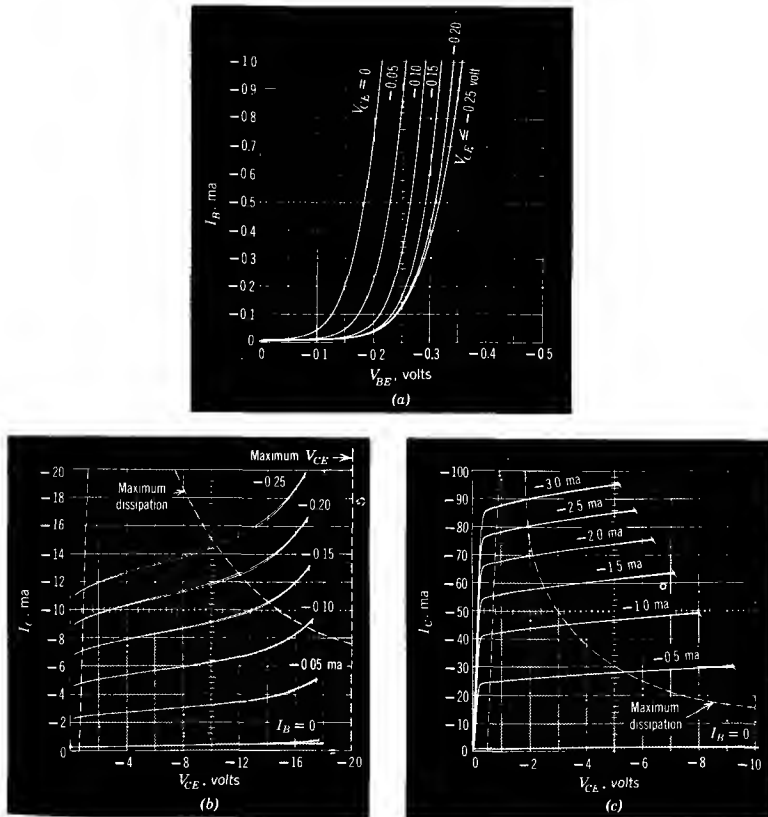 -1.0
-0.9
-0.8
-0.7
-0.6
-0.5
-0.4
-0.3
-0.2
-0.1
0
I_B, ma
V_CE = 0
-0.05
-0.10
-0.15
-0.20
V_CE ≤ -0.25 volt
0 -0.1 -0.2 -0.3 -0.4 -0.5
V_BE, volts
(a)
-20
-18
-16
-14
-12
-10
-8
-6
-4
-2
0
I_C, ma
Maximum V_CE
Maximum
dissipation
-0.25
-0.20
-0.15
-0.10
-0.05 ma
I_B = 0
-4 -8 -12 -16 -20
V_CE, volts
(b)
-100
-90
-80
-70
-60
-50
-40
-30
-20
-10
0
I_C, ma
-3.0 ma
-2.5 ma
-2.0 ma
-1.5 ma
-1.0 ma
-0.5 ma
Maximum
dissipation
I_B = 0
0 -2 -4 -6 -8 -10
V_CE, volts
(c)